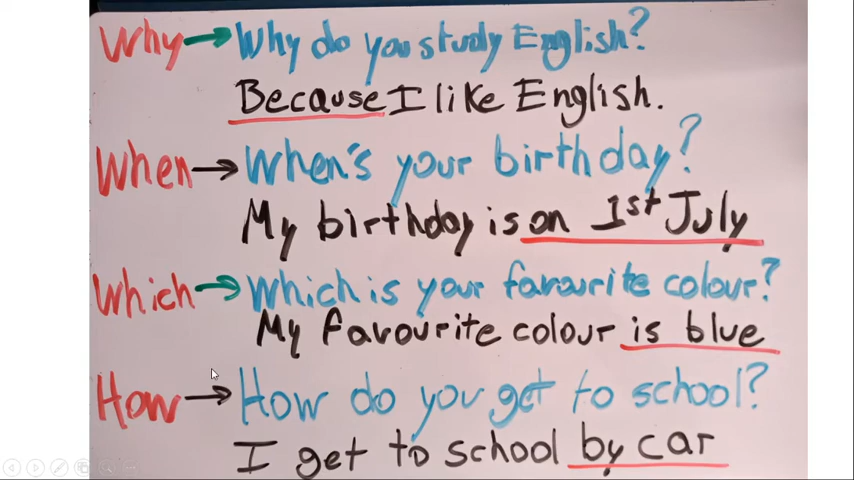 Why → Why do you study English?
Because I like English.
When → When's your birthday?
My birthday is on 1st July
Which → Which is your favourite colour?
My favourite colour is blue
How → How do you get to school?
I get to school by car